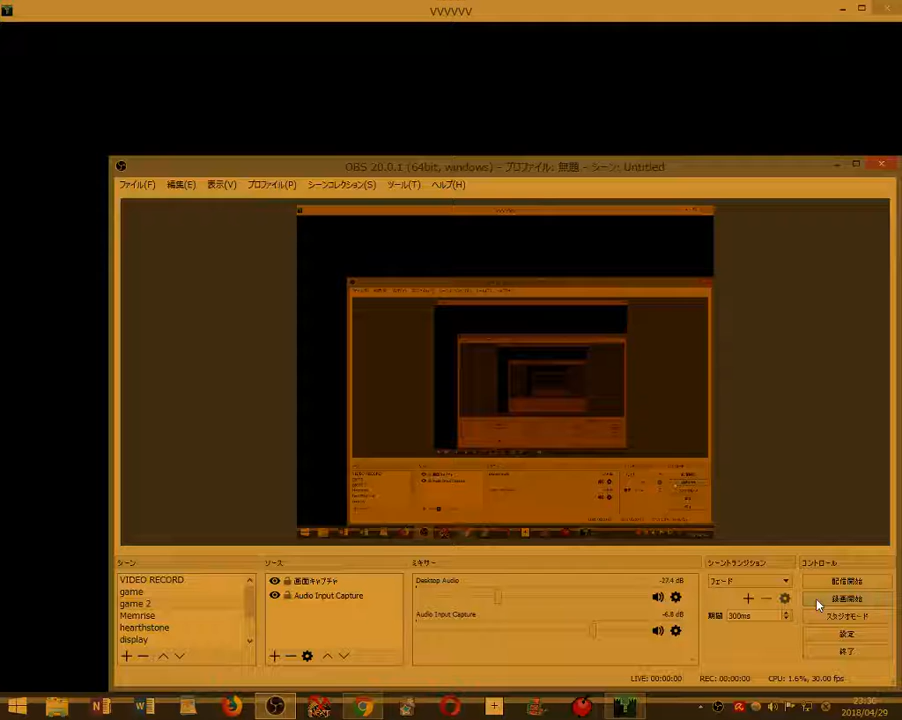 VVVVVV
OBS 20.0.1 (64bit, windows) - プロファイル: 無題 - シーン: Untitled
ファイル(F) 編集(E) 表示(V) プロファイル(P) シーンコレクション(S) ツール(T) ヘルプ(H)
シーン
VIDEO RECORD
game
game 2
Memrise
hearthstone
display
ソース
画面キャプチャ
Audio Input Capture
ミキサー
Desktop Audio -27.4 dB
Audio Input Capture -6.8 dB
シーントランジション
フェード
期間 300ms
コントロール
配信開始
録画開始
スタジオモード
設定
終了
LIVE: 00:00:00 REC: 00:00:00 CPU: 1.6%, 30.00 fps
23:36
2018/04/29